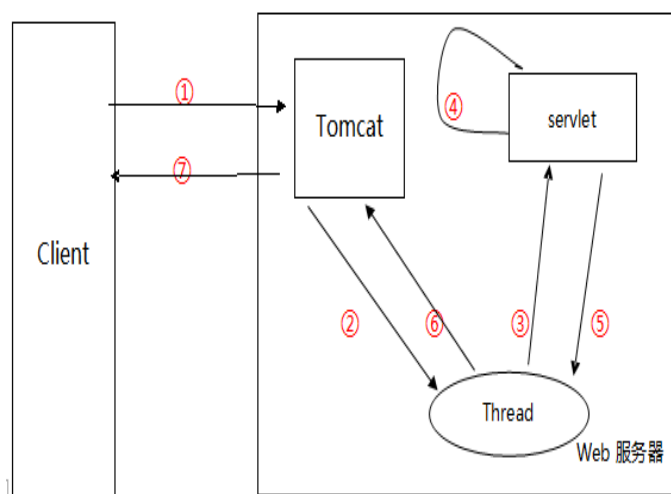 ①
Tomcat
④
servlet
⑦
Client
②
⑥
③
⑤
Thread
Web 服务器